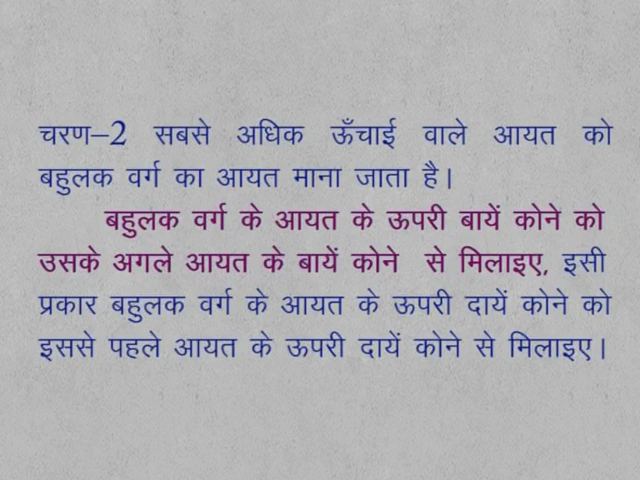 चरण–2 सबसे अधिक ऊँचाई वाले आयत को
बहुलक वर्ग का आयत माना जाता है।
बहुलक वर्ग के आयत के ऊपरी बायें कोने को
उसके अगले आयत के बायें कोने से मिलाइए, इसी
प्रकार बहुलक वर्ग के आयत के ऊपरी दायें कोने को
इससे पहले आयत के ऊपरी दायें कोने से मिलाइए।